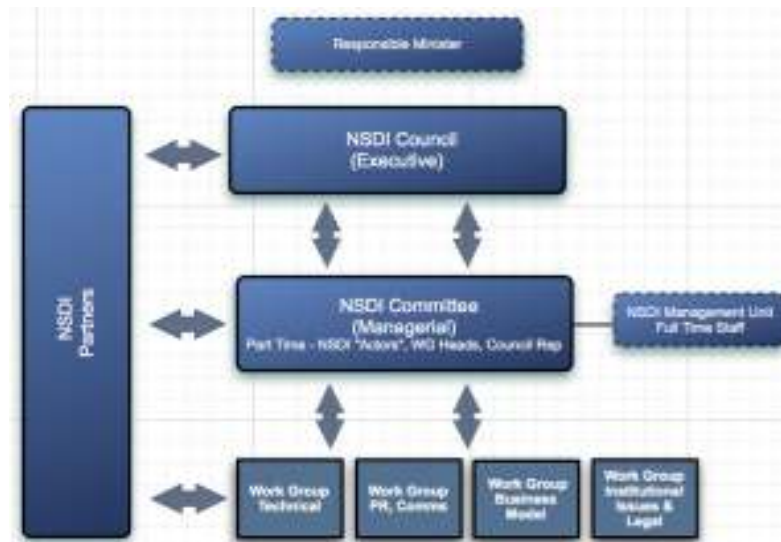 Responsible Minister
NSDI Council
(Executive)
NSDI
Partners
NSDI Committee
(Managerial)
Part Time - NSDI "Actors", WG Heads, Council Rep
NSDI Management Unit
Full Time Staff
Work Group
Technical
Work Group
PR, Comms
Work Group
Business
Model
Work Group
Institutional
Issues &
Legal